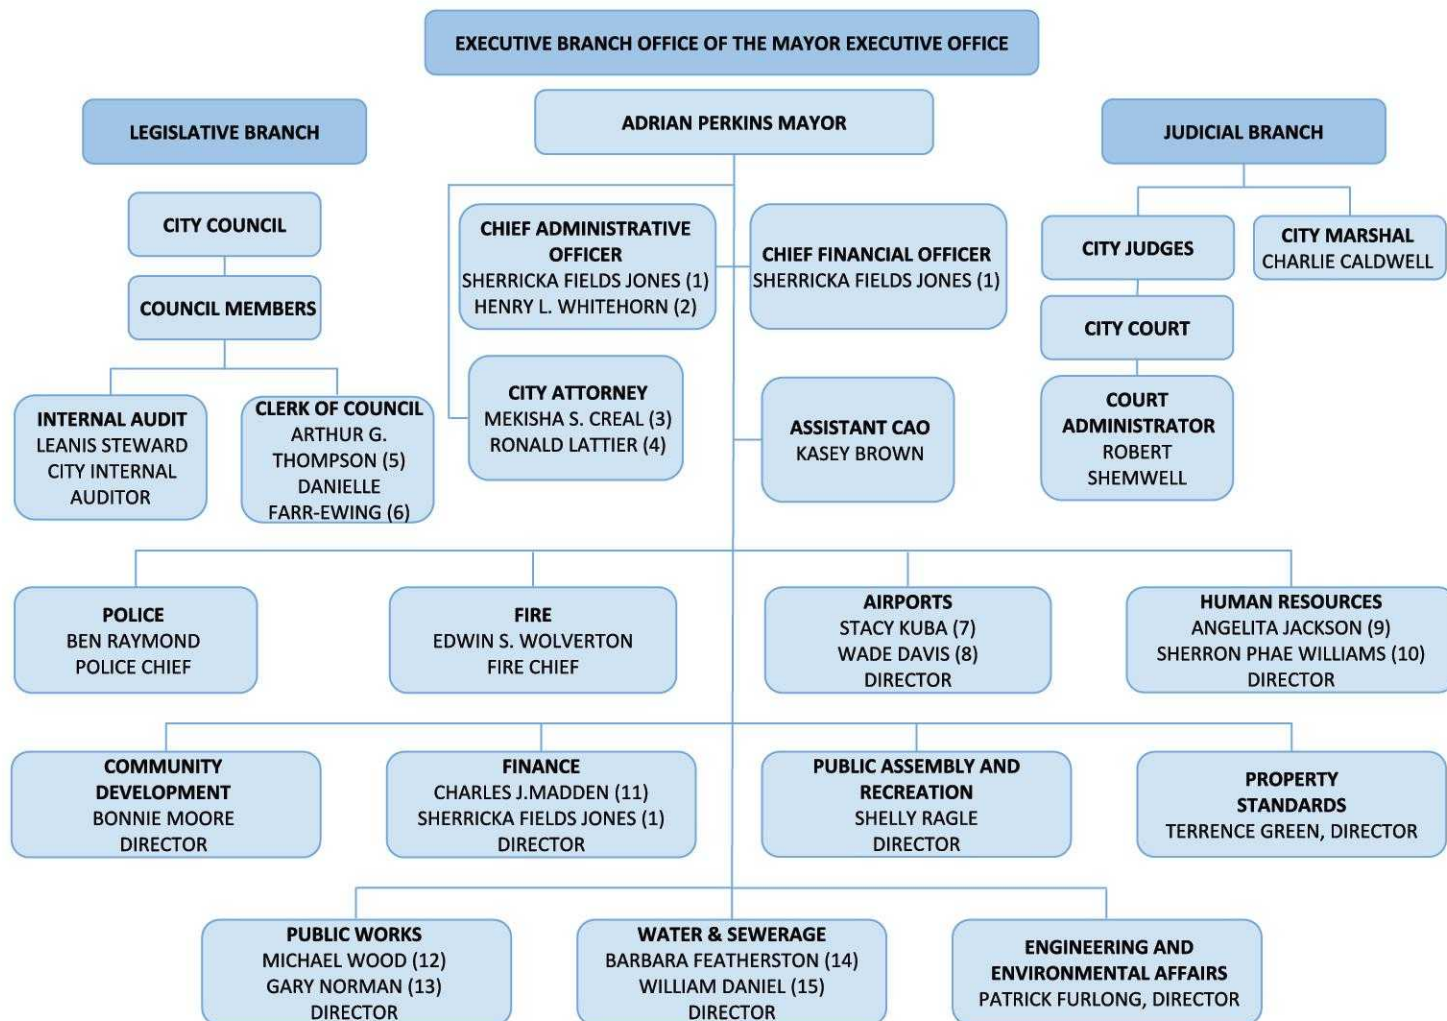 EXECUTIVE BRANCH OFFICE OF THE MAYOR EXECUTIVE OFFICE
LEGISLATIVE BRANCH
ADRIAN PERKINS MAYOR
JUDICIAL BRANCH
CITY COUNCIL
COUNCIL MEMBERS
INTERNAL AUDIT
LEANIS STEWARD
CITY INTERNAL
AUDITOR
CLERK OF COUNCIL
ARTHUR G.
THOMPSON (5)
DANIELLE
FARR-EWING (6)
CHIEF ADMINISTRATIVE
OFFICER
SHERRICKA FIELDS JONES (1)
HENRY L. WHITEHORN (2)
CHIEF FINANCIAL OFFICER
SHERRICKA FIELDS JONES (1)
CITY ATTORNEY
MEKISHA S. CREAL (3)
RONALD LATTIER (4)
ASSISTANT CAO
KASEY BROWN
CITY JUDGES
CITY MARSHAL
CHARLIE CALDWELL
CITY COURT
COURT
ADMINISTRATOR
ROBERT
SHEMWELL
POLICE
BEN RAYMOND
POLICE CHIEF
FIRE
EDWIN S. WOLVERTON
FIRE CHIEF
AIRPORTS
STACY KUBA (7)
WADE DAVIS (8)
DIRECTOR
HUMAN RESOURCES
ANGELITA JACKSON (9)
SHERRON PHAE WILLIAMS (10)
DIRECTOR
COMMUNITY
DEVELOPMENT
BONNIE MOORE
DIRECTOR
FINANCE
CHARLES J.MADDEN (11)
SHERRICKA FIELDS JONES (1)
DIRECTOR
PUBLIC ASSEMBLY AND
RECREATION
SHELLY RAGLE
DIRECTOR
PROPERTY
STANDARDS
TERRENCE GREEN, DIRECTOR
PUBLIC WORKS
MICHAEL WOOD (12)
GARY NORMAN (13)
DIRECTOR
WATER & SEWERAGE
BARBARA FEATHERSTON (14)
WILLIAM DANIEL (15)
DIRECTOR
ENGINEERING AND
ENVIRONMENTAL AFFAIRS
PATRICK FURLONG, DIRECTOR